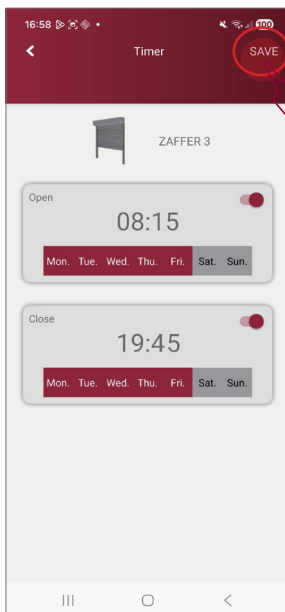 16:58 100
Timer SAVE
ZAFFER 3
Open
08:15
Mon. Tue. Wed. Thu. Fri. Sat. Sun.
Close
19:45
Mon. Tue. Wed. Thu. Fri. Sat. Sun.